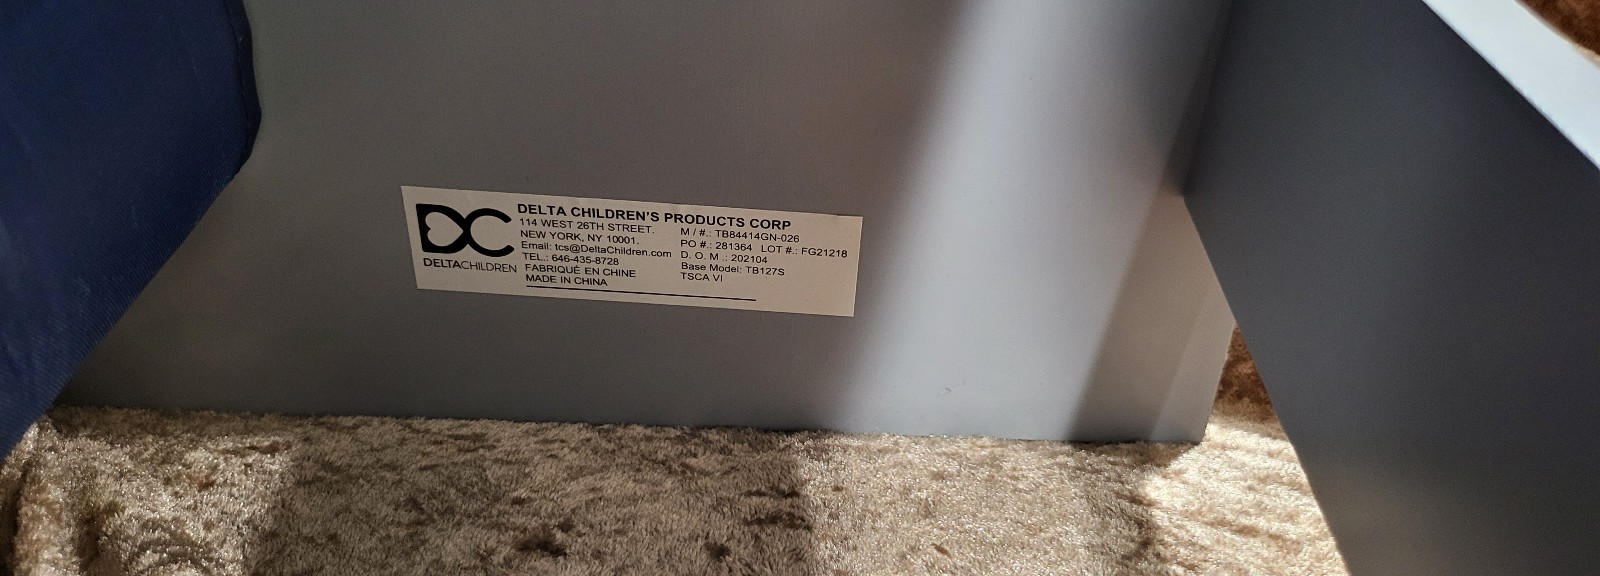 DC
DELTACHILDREN
DELTA CHILDREN'S PRODUCTS CORP
114 WEST 26TH STREET.
NEW YORK, NY 10001.
Email: tcs@DeltaChildren.com
TEL.: 646-435-8728
FABRIQUÉ EN CHINE
MADE IN CHINA
M / #.: TB84414GN-026
PO #.: 281364 LOT #.: FG21218
D. O. M .: 202104
Base Model: TB127S
TSCA VI